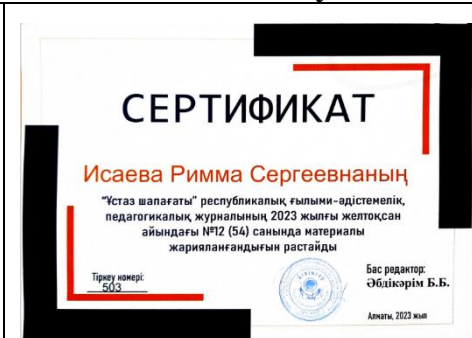 СЕРТИФИКАТ
Исаева Римма Сергеевнаның
"Ұстаз шапағаты" республикалық ғылыми-әдістемелік,
педагогикалық журналының 2023 жылғы желтоқсан
айындағы №12 (54) санында материалы
жарияланғандығын растайды
Тіркеу номері:
503
Бас редактор:
Әбдікәрім Б.Б.
Алматы, 2023 жыл